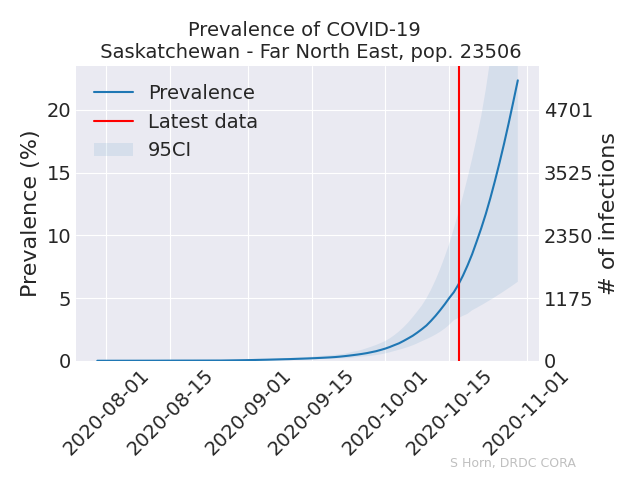 Prevalence of COVID-19
Saskatchewan - Far North East, pop. 23506
Prevalence
Latest data
95CI
Prevalence (%)
20
15
10
5
0
4701
3525
2350
1175
0
# of infections
2020-08-01
2020-08-15
2020-09-01
2020-09-15
2020-10-01
2020-10-15
2020-11-01
S Horn, DRDC CORA